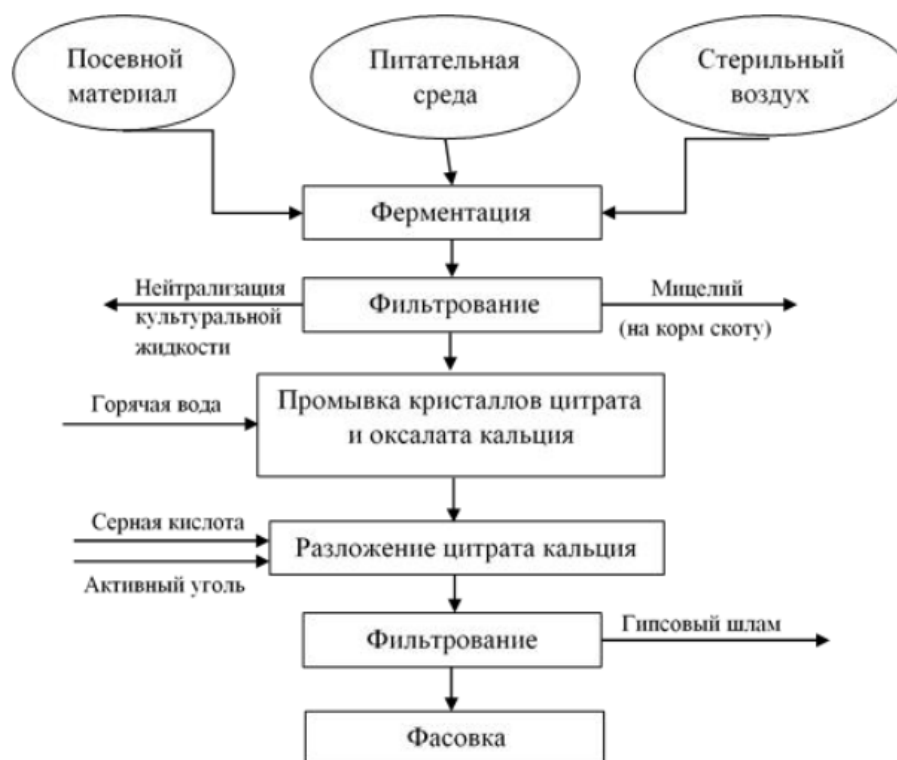 Посевной
материал
Питательная
среда
Стерильный
воздух
Ферментация
Нейтрализация
культуральной
жидкости
Фильтрование
Мицелий
(на корм скоту)
Горячая вода
Промывка кристаллов цитрата
и оксалата кальция
Серная кислота
Активный уголь
Разложение цитрата кальция
Фильтрование
Гипсовый шлам
Фасовка